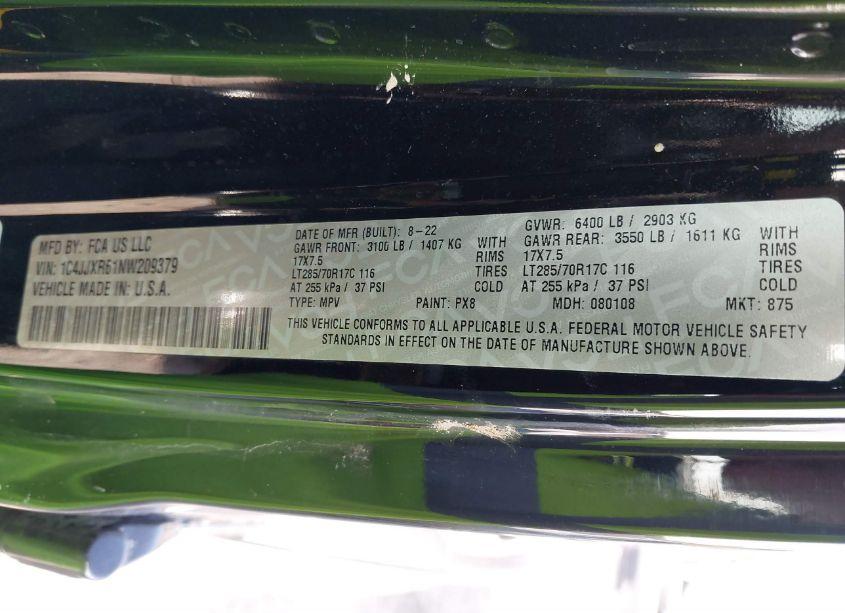 MFD BY: FCA US LLC
VIN: 1C4JJXR61NW209379
VEHICLE MADE IN: U.S.A.
DATE OF MFR (BUILT): 8-22
GAWR FRONT: 3100 LB / 1407 KG WITH
17X7.5 RIMS
LT285/70R17C 116 TIRES
AT 255 kPa / 37 PSI COLD
TYPE: MPV PAINT: PX8
GVWR: 6400 LB / 2903 KG
GAWR REAR: 3550 LB / 1611 KG WITH
17X7.5 RIMS
LT285/70R17C 116 TIRES
AT 255 kPa / 37 PSI COLD
MDH: 080108 MKT: 875
THIS VEHICLE CONFORMS TO ALL APPLICABLE U.S.A. FEDERAL MOTOR VEHICLE SAFETY
STANDARDS IN EFFECT ON THE DATE OF MANUFACTURE SHOWN ABOVE.